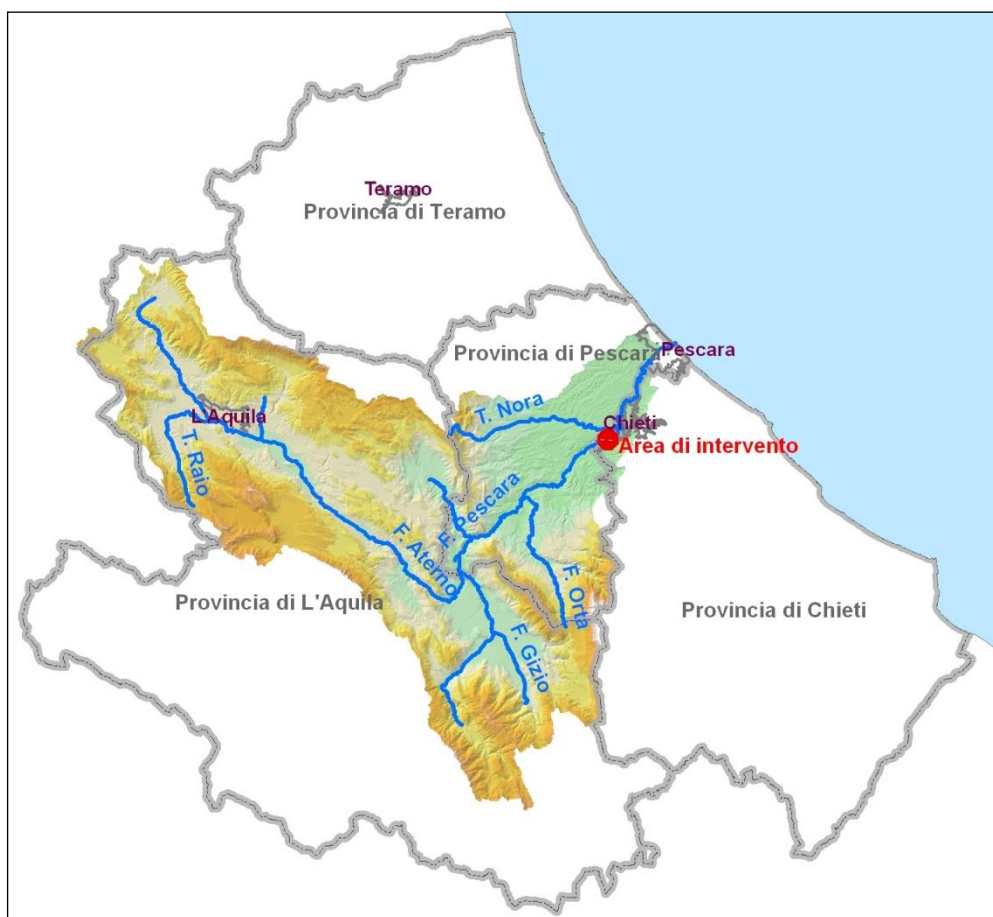 Teramo
Provincia di Teramo
Provincia di Pescara
Pescara
T. Nora
L'Aquila
Chieti
Area di intervento
T. Raio
F. Pescara
F. Aterno
F. Orta
Provincia di L'Aquila
Provincia di Chieti
F. Gizio